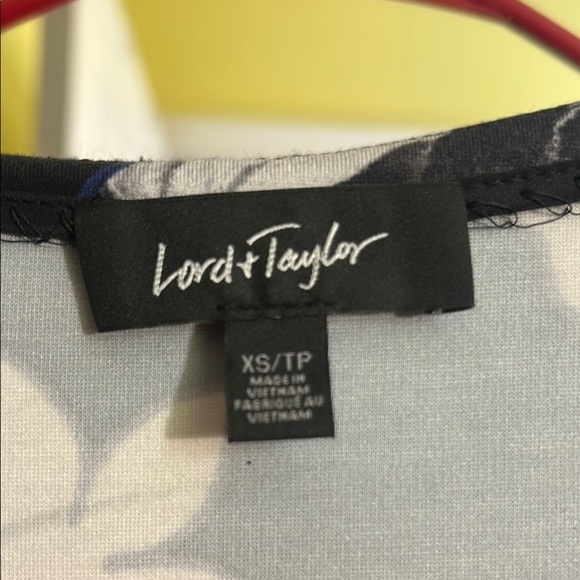 Lord + Taylor
XS/TP
MADE IN
VIETNAM
FABRIQUÉ AU
VIETNAM